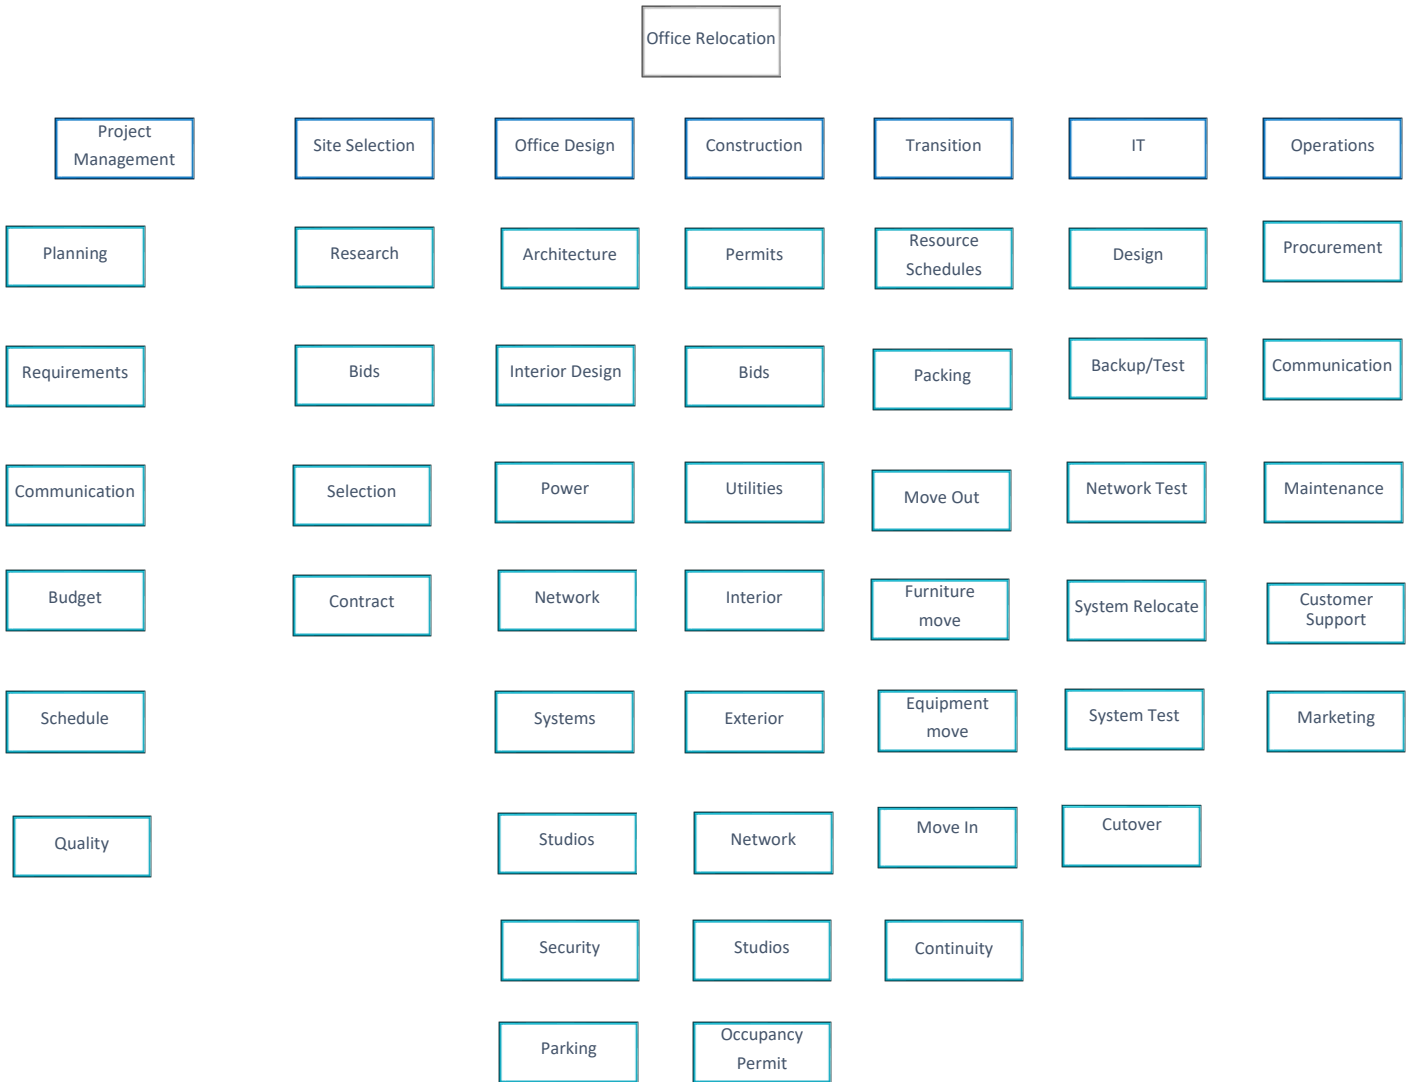 Office Relocation
Project
Management
Site Selection
Office Design
Construction
Transition
IT
Operations
Planning
Research
Architecture
Permits
Resource
Schedules
Design
Procurement
Requirements
Bids
Interior Design
Bids
Packing
Backup/Test
Communication
Communication
Selection
Power
Utilities
Move Out
Network Test
Maintenance
Budget
Contract
Network
Interior
Furniture
move
System Relocate
Customer
Support
Schedule
Systems
Exterior
Equipment
move
System Test
Marketing
Quality
Studios
Network
Move In
Cutover
Security
Studios
Continuity
Parking
Occupancy
Permit